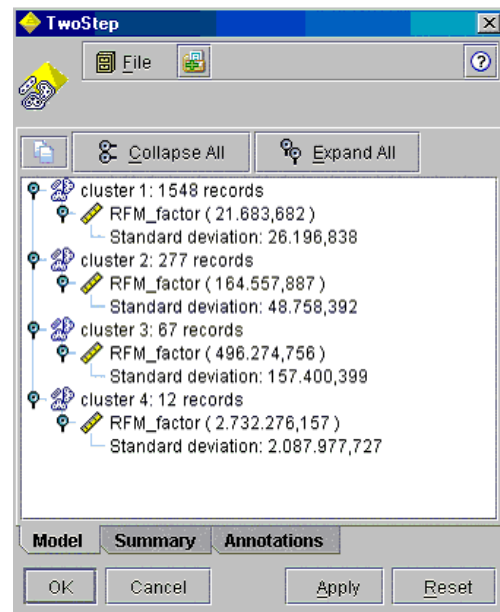 TwoStep
File
Collapse All Expand All
cluster 1: 1548 records
RFM_factor ( 21.683,682 )
Standard deviation: 26.196,838
cluster 2: 277 records
RFM_factor ( 164.557,887 )
Standard deviation: 48.758,392
cluster 3: 67 records
RFM_factor ( 496.274,756 )
Standard deviation: 157.400,399
cluster 4: 12 records
RFM_factor ( 2.732.276,157 )
Standard deviation: 2.087.977,727
Model Summary Annotations
OK Cancel Apply Reset